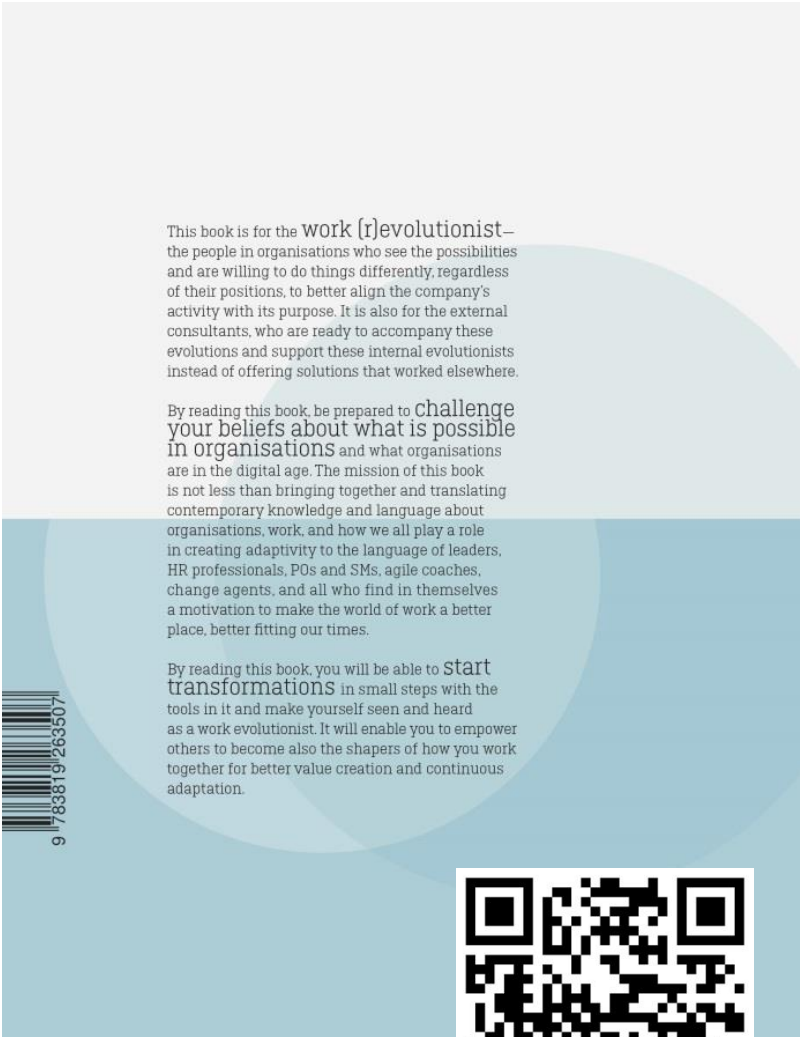 This book is for the work (r)evolutionist—
the people in organisations who see the possibilities
and are willing to do things differently, regardless
of their positions, to better align the company's
activity with its purpose. It is also for the external
consultants, who are ready to accompany these
evolutions and support these internal evolutionists
instead of offering solutions that worked elsewhere.
By reading this book, be prepared to challenge
your beliefs about what is possible
in organisations and what organisations
are in the digital age. The mission of this book
is not less than bringing together and translating
contemporary knowledge and language about
organisations, work, and how we all play a role
in creating adaptivity to the language of leaders,
HR professionals, POs and SMs, agile coaches,
change agents, and all who find in themselves
a motivation to make the world of work a better
place, better fitting our times.
By reading this book, you will be able to start
transformations in small steps with the
tools in it and make yourself seen and heard
as a work evolutionist. It will enable you to empower
others to become also the shapers of how you work
together for better value creation and continuous
adaptation.
9 783819 263507